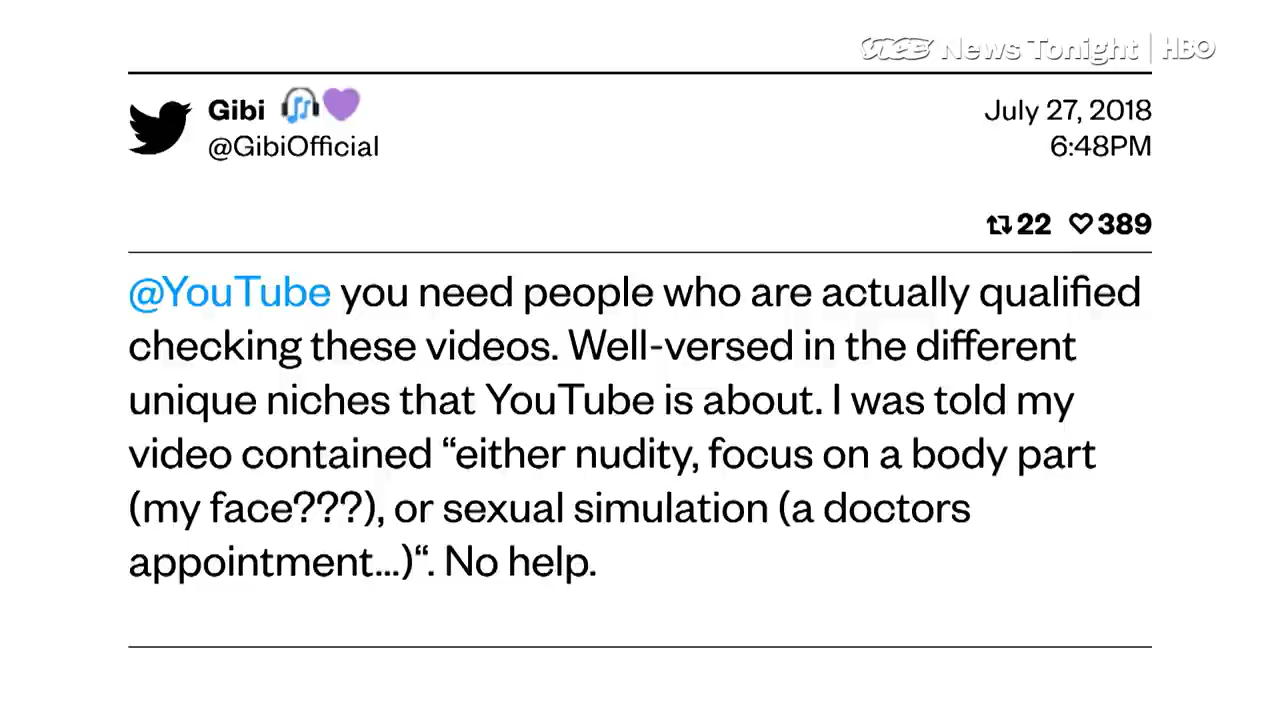 VICE News Tonight | HBO
Gibi 🎧💜
July 27, 2018
@GibiOfficial
6:48PM
22 389
@YouTube you need people who are actually qualified
checking these videos. Well-versed in the different
unique niches that YouTube is about. I was told my
video contained “either nudity, focus on a body part
(my face???), or sexual simulation (a doctors
appointment...)“. No help.